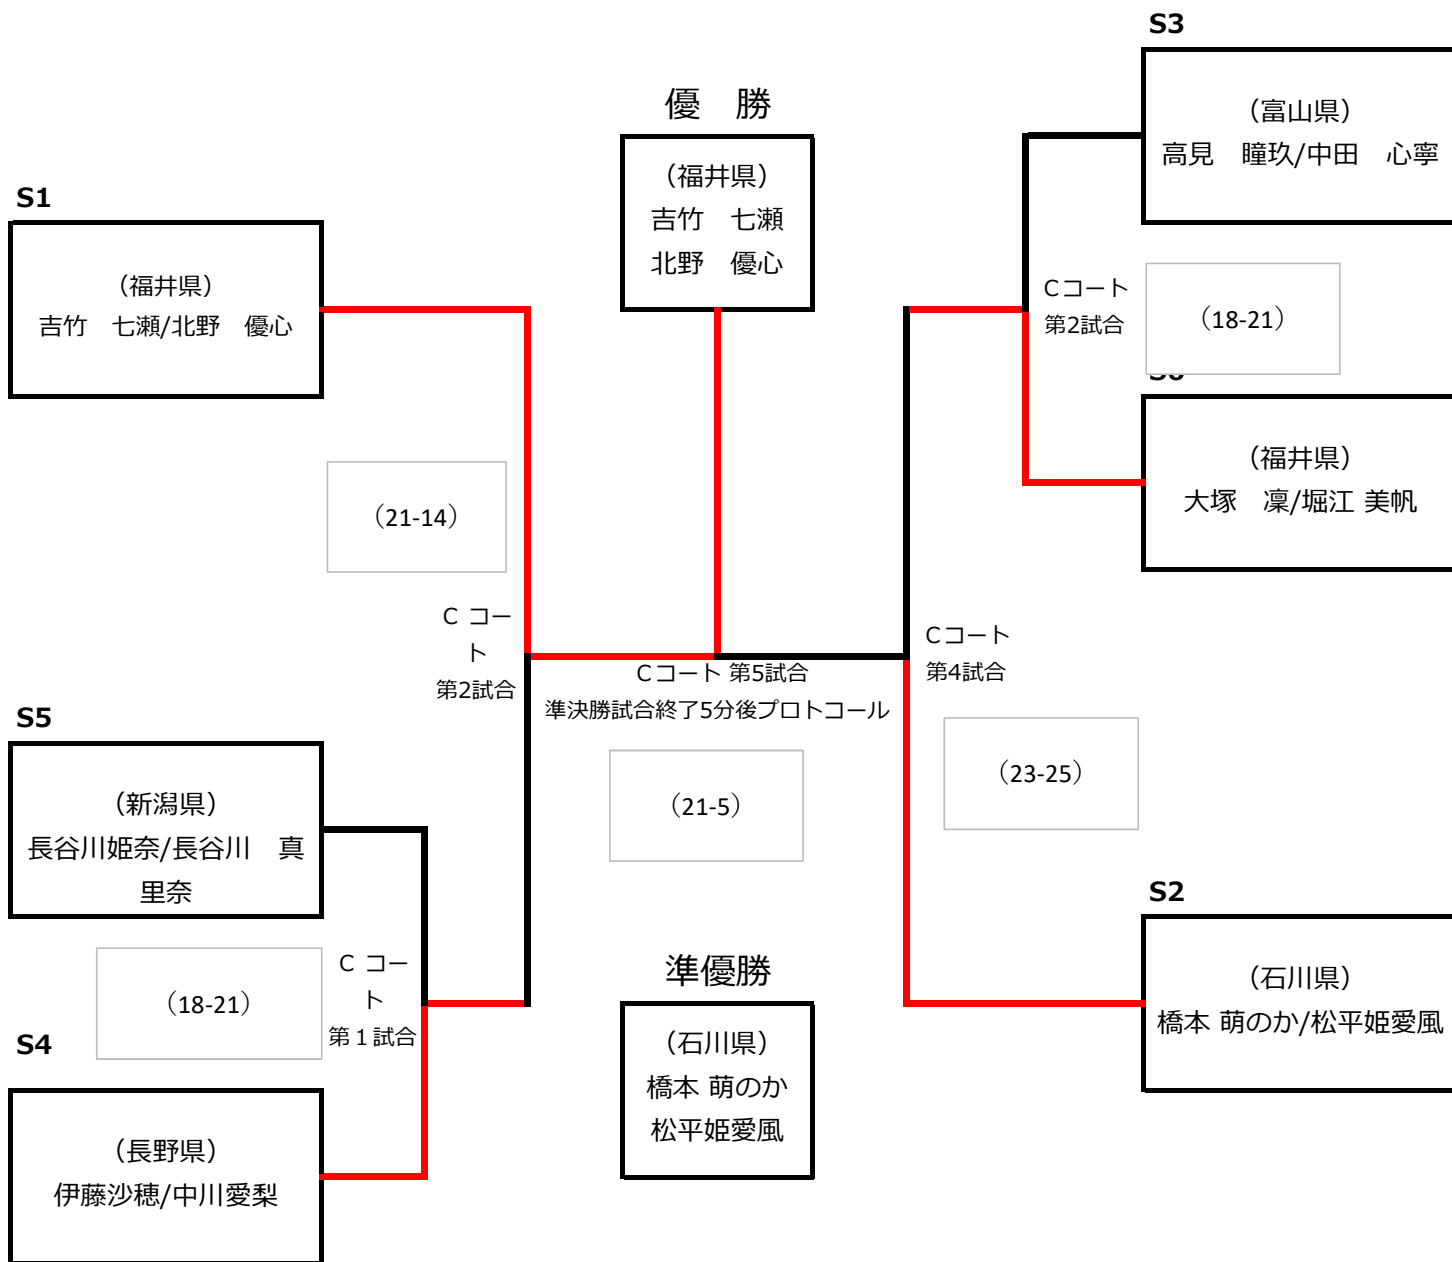 S3
（富山県）
高見　瞳玖/中田　心寧
優　勝
（福井県）
吉竹　七瀬
北野　優心
S1
（福井県）
吉竹　七瀬/北野　優心
Cコート
第2試合
（18-21）
（福井県）
大塚　凜/堀江 美帆
（21-14）
C コー
ト
第2試合
Cコート
第4試合
Cコート 第5試合
準決勝試合終了5分後プロトコール
（23-25）
（21-5）
S5
（新潟県）
長谷川姫奈/長谷川　真
里奈
C コー
ト
第１試合
（18-21）
S4
（長野県）
伊藤沙穂/中川愛梨
準優勝
（石川県）
橋本 萌のか
松平姫愛風
S2
（石川県）
橋本 萌のか/松平姫愛風